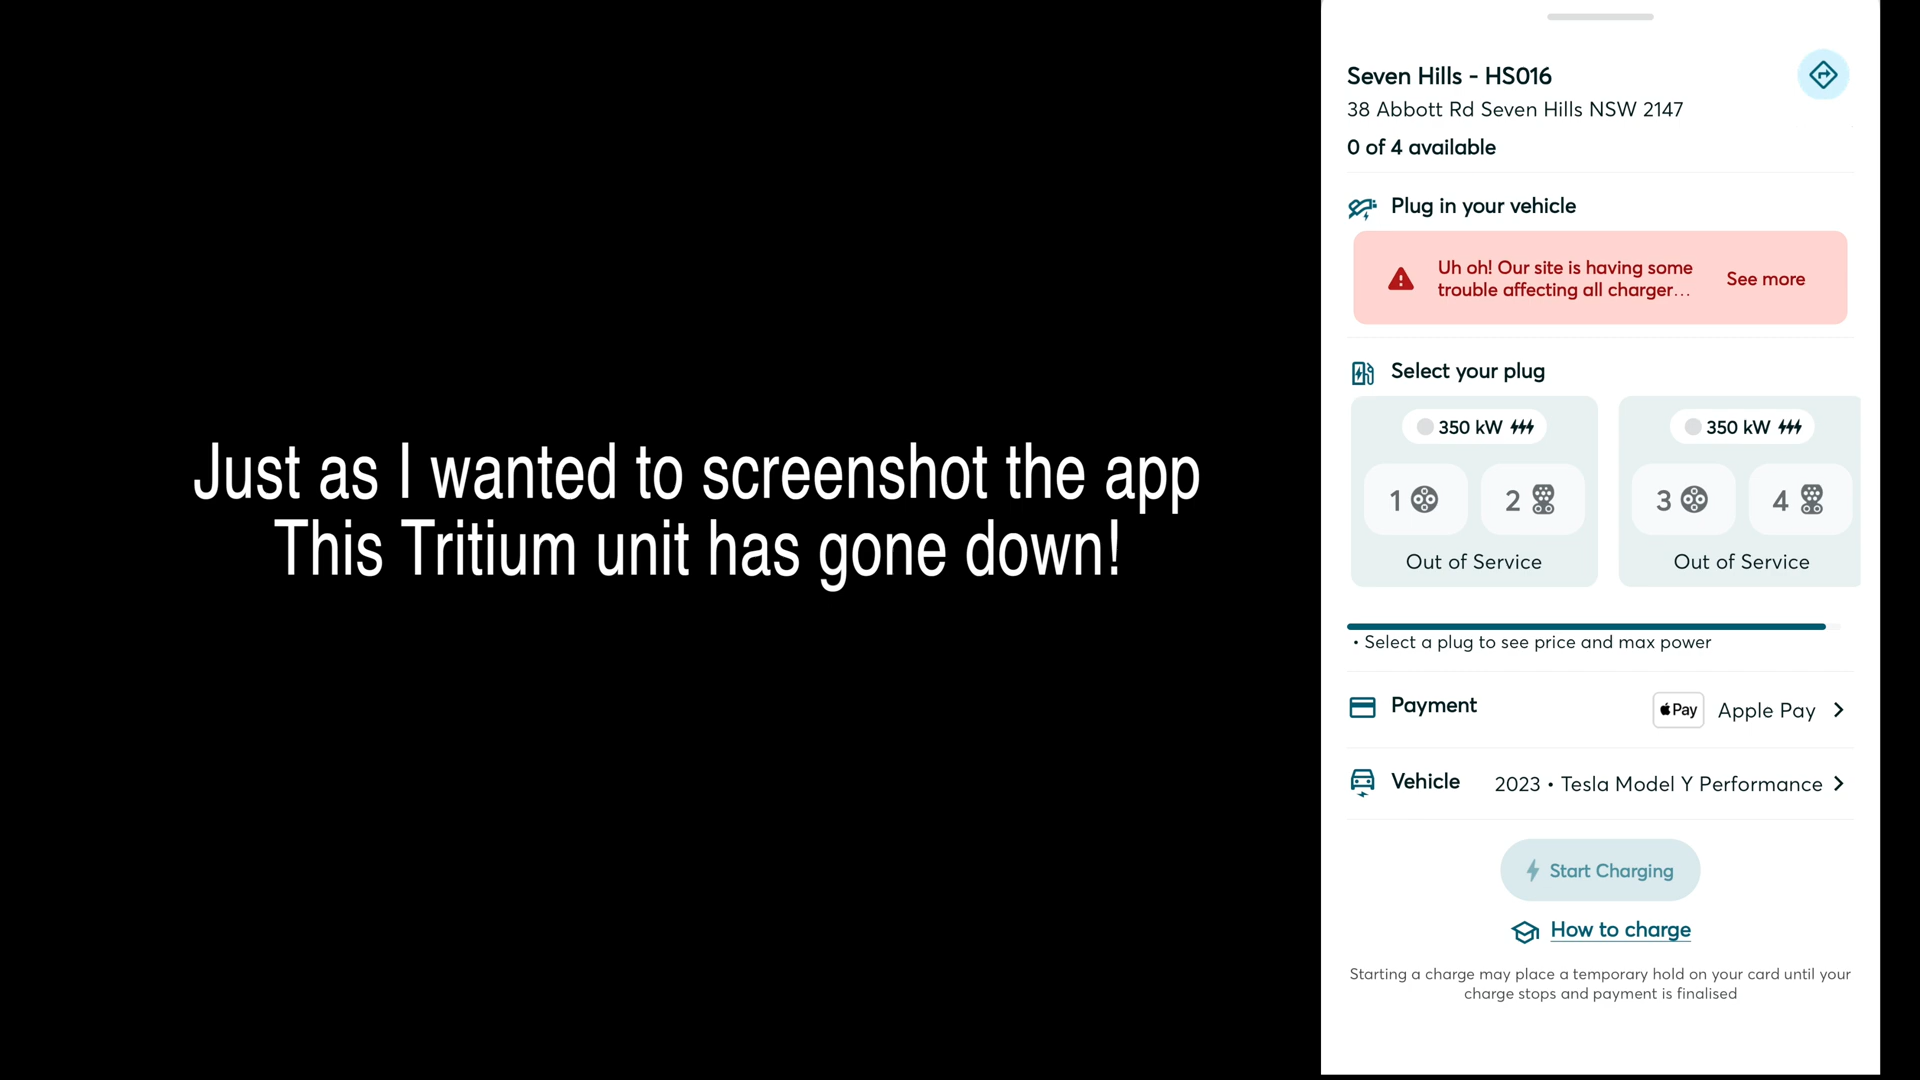 Just as I wanted to screenshot the app
This Tritium unit has gone down!
Seven Hills - HS016
38 Abbott Rd Seven Hills NSW 2147
0 of 4 available
Plug in your vehicle
Uh oh! Our site is having some
trouble affecting all charger...
See more
Select your plug
350 kW
1
2
Out of Service
350 kW
3
4
Out of Service
• Select a plug to see price and max power
Payment
Pay
Apple Pay
Vehicle
2023 • Tesla Model Y Performance
Start Charging
How to charge
Starting a charge may place a temporary hold on your card until your
charge stops and payment is finalised